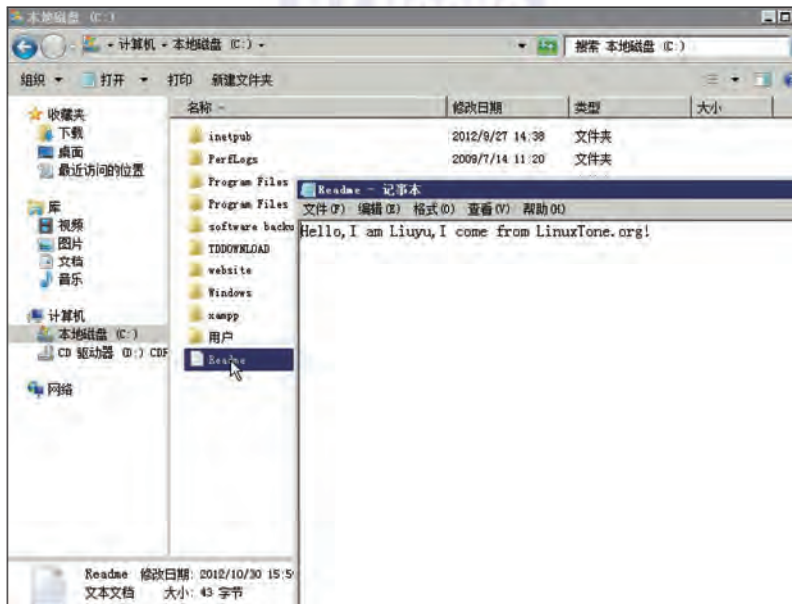 本地磁盘 (C:)
计算机 本地磁盘 (C:)
搜索 本地磁盘 (C:)
组织 打开 打印 新建文件夹
名称 修改日期 类型 大小
收藏夹
下载
桌面
最近访问的位置
库
视频
图片
文档
音乐
计算机
本地磁盘 (C:)
CD 驱动器 (D:) CDF
网络
inetpub 2012/9/27 14:38 文件夹
PerfLogs 2009/7/14 11:20 文件夹
Program Files
Program Files
software backu
TDDOWNLOAD
website
Windows
xampp
用户
Readme
Readme - 记事本
文件(F) 编辑(E) 格式(O) 查看(V) 帮助(H)
Hello,I am Liuyu,I come from LinuxTone.org!
Readme 修改日期: 2012/10/30 15:5
文本文档 大小: 43 字节